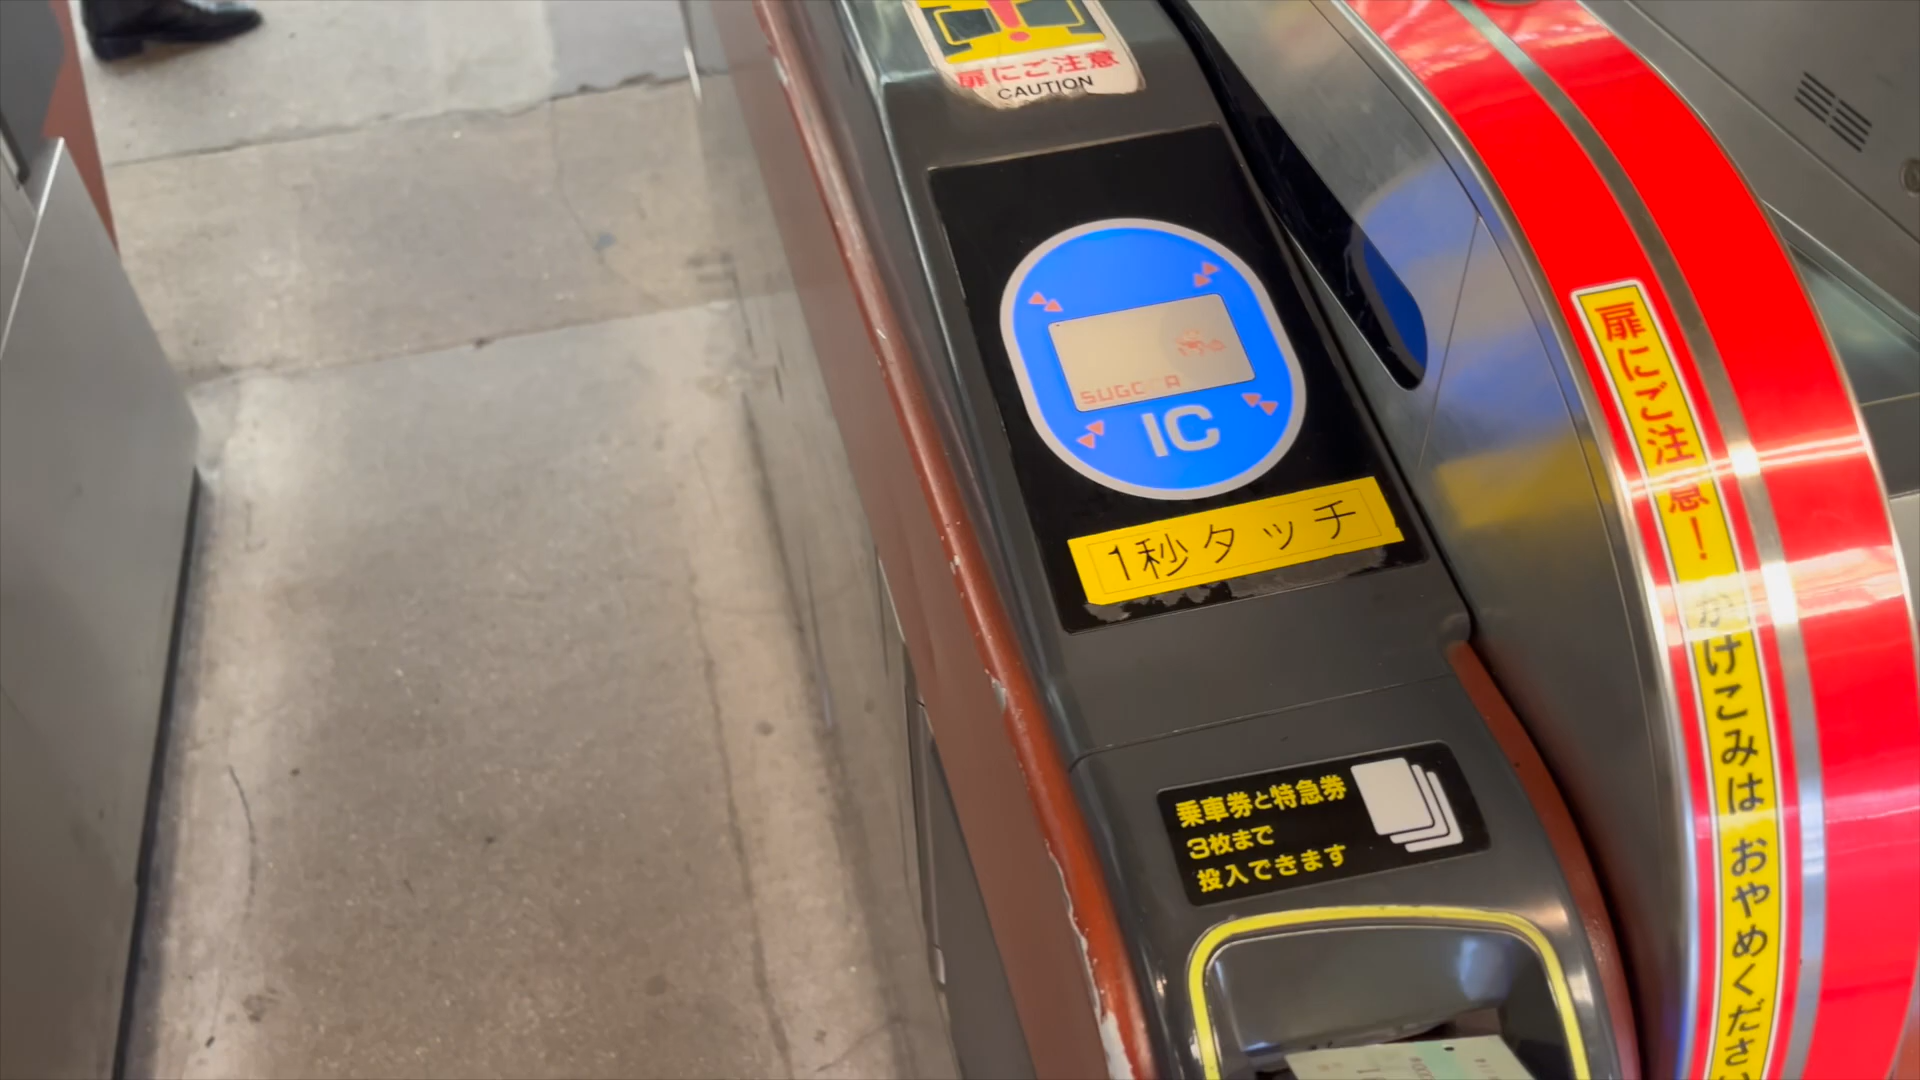 扉にご注意
CAUTION
IC
1秒タッチ
乗車券と特急券
3枚まで
投入できます
扉にご注意!
かけこみは おやめください